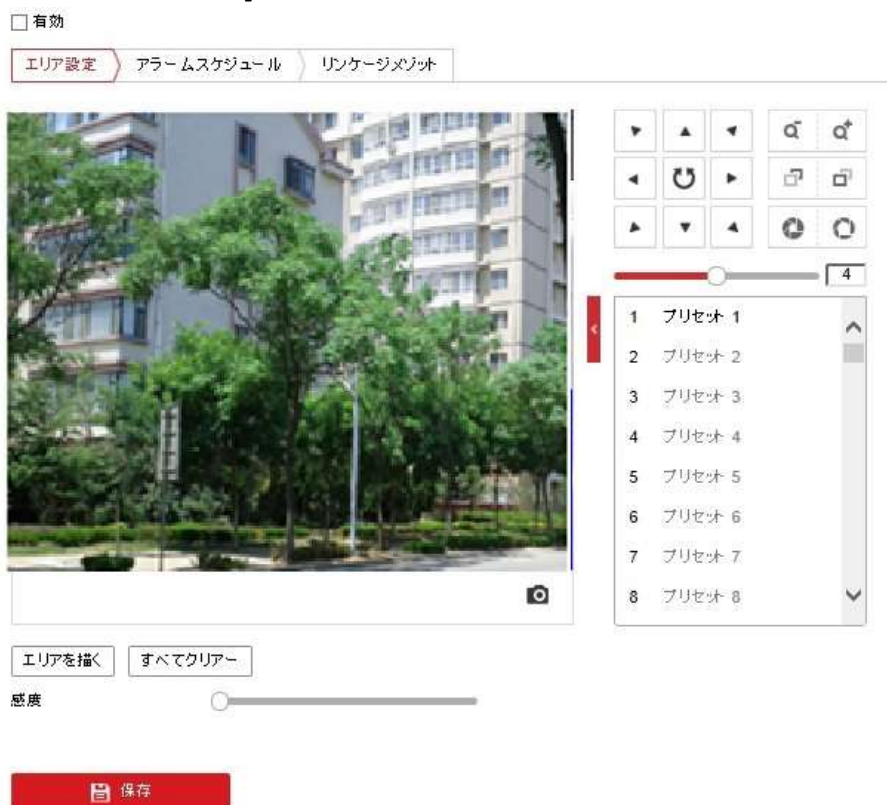 有効
エリア設定 アラームスケジュール リンケージメソット
4
1 プリセット 1
2 プリセット 2
3 プリセット 3
4 プリセット 4
5 プリセット 5
6 プリセット 6
7 プリセット 7
8 プリセット 8
エリアを描く すべてクリアー
感度
保存